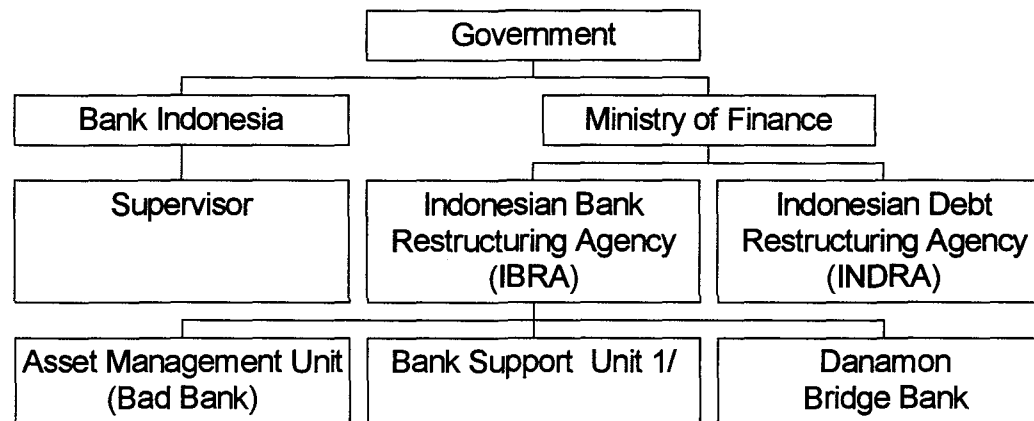 Government
Bank Indonesia
Ministry of Finance
Supervisor
Indonesian Bank
Restructuring Agency
(IBRA)
Indonesian Debt
Restructuring Agency
(INDRA)
Asset Management Unit
(Bad Bank)
Bank Support Unit 1/
Danamon
Bridge Bank